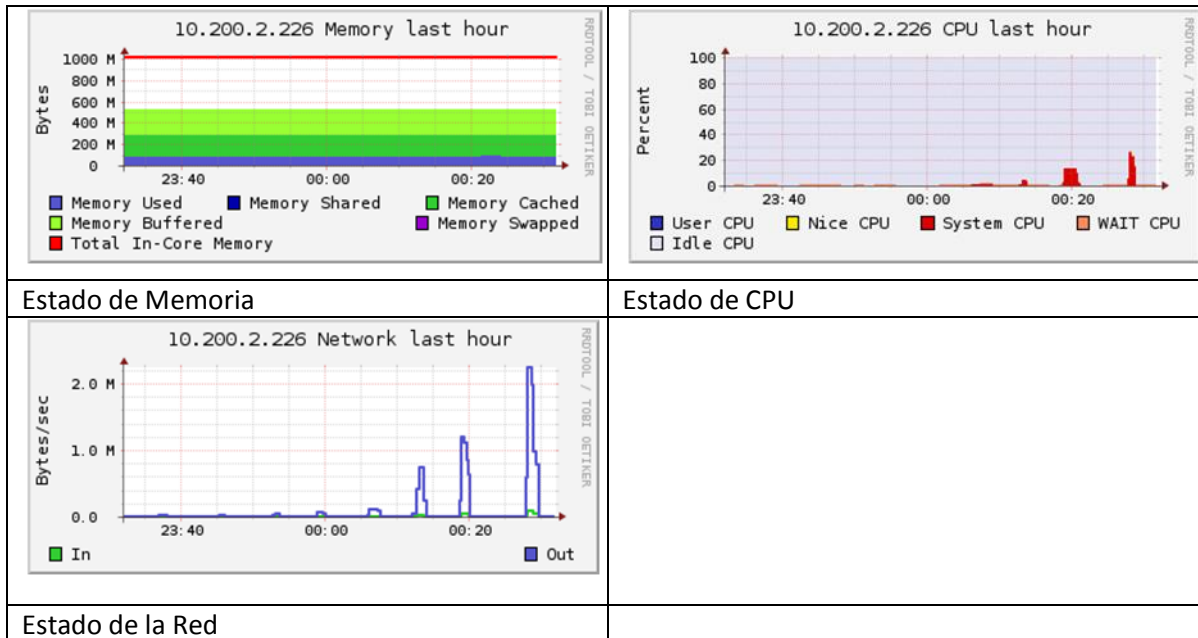 10.200.2.226 Memory last hour
RRDTOOL / TOBI OETIKER
Bytes
1000 M
800 M
600 M
400 M
200 M
0
23:40 00:00 00:20
Memory Used Memory Shared Memory Cached
Memory Buffered Memory Swapped
Total In-Core Memory
Estado de Memoria
10.200.2.226 CPU last hour
RRDTOOL / TOBI OETIKER
Percent
100
80
60
40
20
0
23:40 00:00 00:20
User CPU Nice CPU System CPU WAIT CPU
Idle CPU
Estado de CPU
10.200.2.226 Network last hour
RRDTOOL / TOBI OETIKER
Bytes/sec
2.0 M
1.0 M
0.0
23:40 00:00 00:20
In Out
Estado de la Red